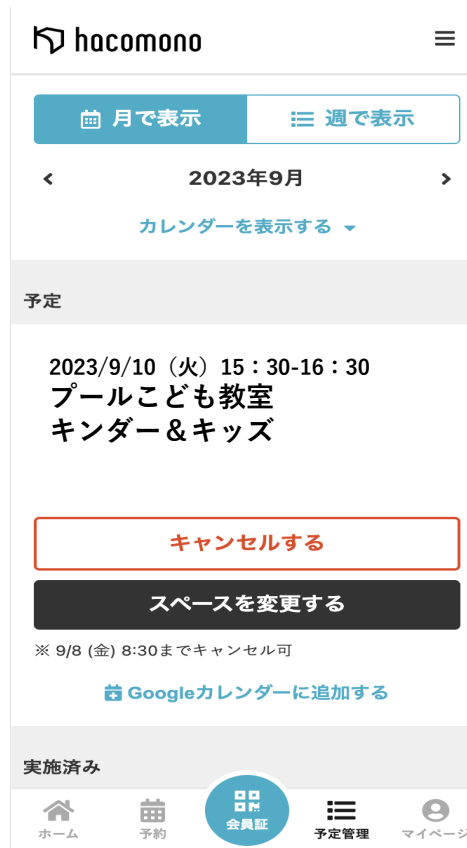 hacomono
月で表示
週で表示
2023年9月
カレンダーを表示する
予定
2023/9/10（火）15：30-16：30
プールこども教室
キンダー＆キッズ
キャンセルする
スペースを変更する
※ 9/8 (金) 8:30までキャンセル可
Googleカレンダーに追加する
実施済み
ホーム
予約
会員証
予定管理
マイページ